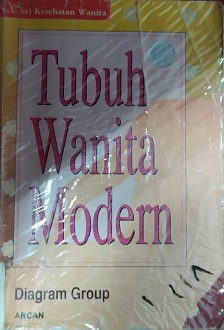 Seri Kesehatan Wanita
Tubuh
Wanita
Modern
Diagram Group
ARCAN